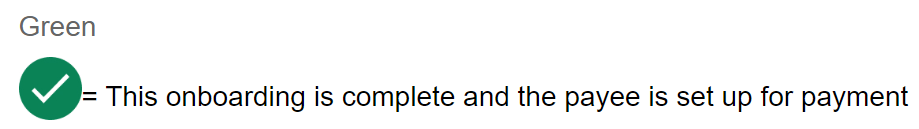 Green
= This onboarding is complete and the payee is set up for payment